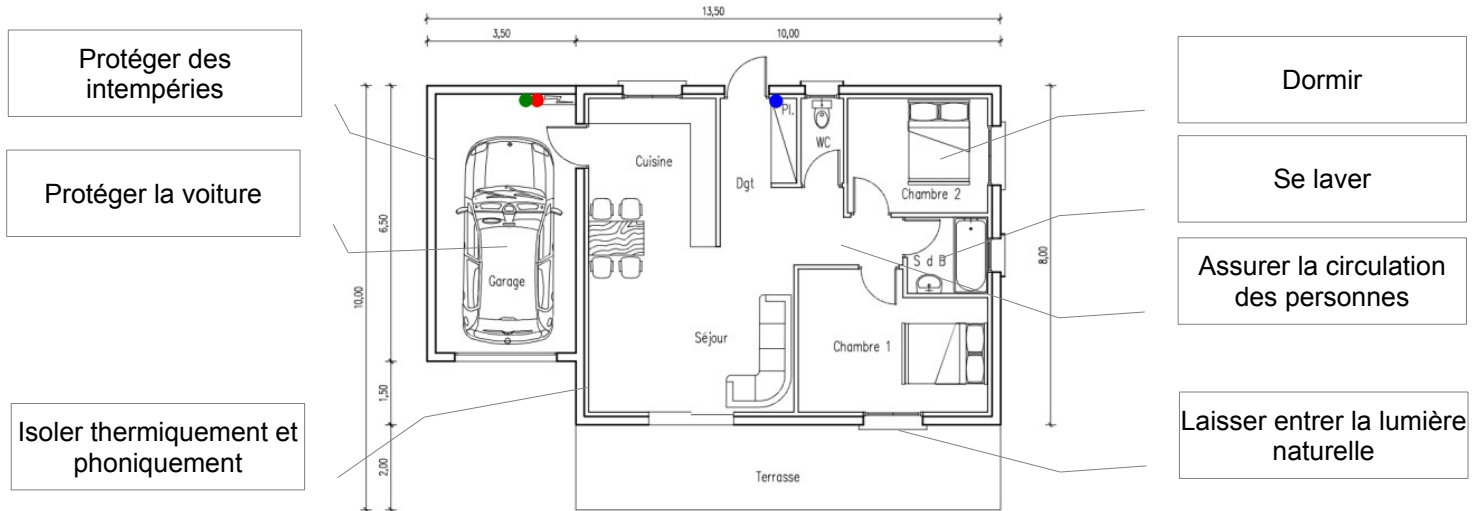 13,50
3,50
10,00
Protéger des
intempéries
Protéger la voiture
Isoler thermiquement et
phoniquement
10,00
6,50
1,50
2,00
Cuisine
Garage
Séjour
Dgt
Pl.
WC
Chambre 2
S d B
Chambre 1
Terrasse
8,00
Dormir
Se laver
Assurer la circulation
des personnes
Laisser entrer la lumière
naturelle